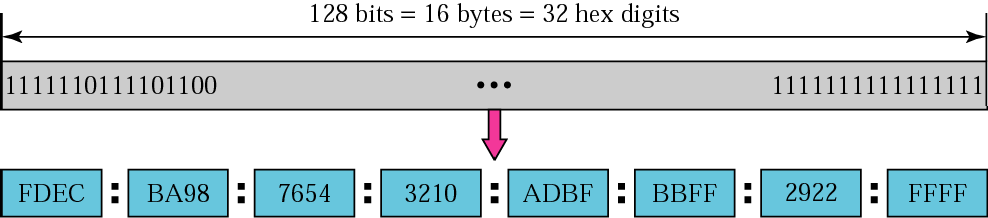 128 bits = 16 bytes = 32 hex digits
1111110111101100 ••• 1111111111111111
FDEC : BA98 : 7654 : 3210 : ADBF : BBFF : 2922 : FFFF